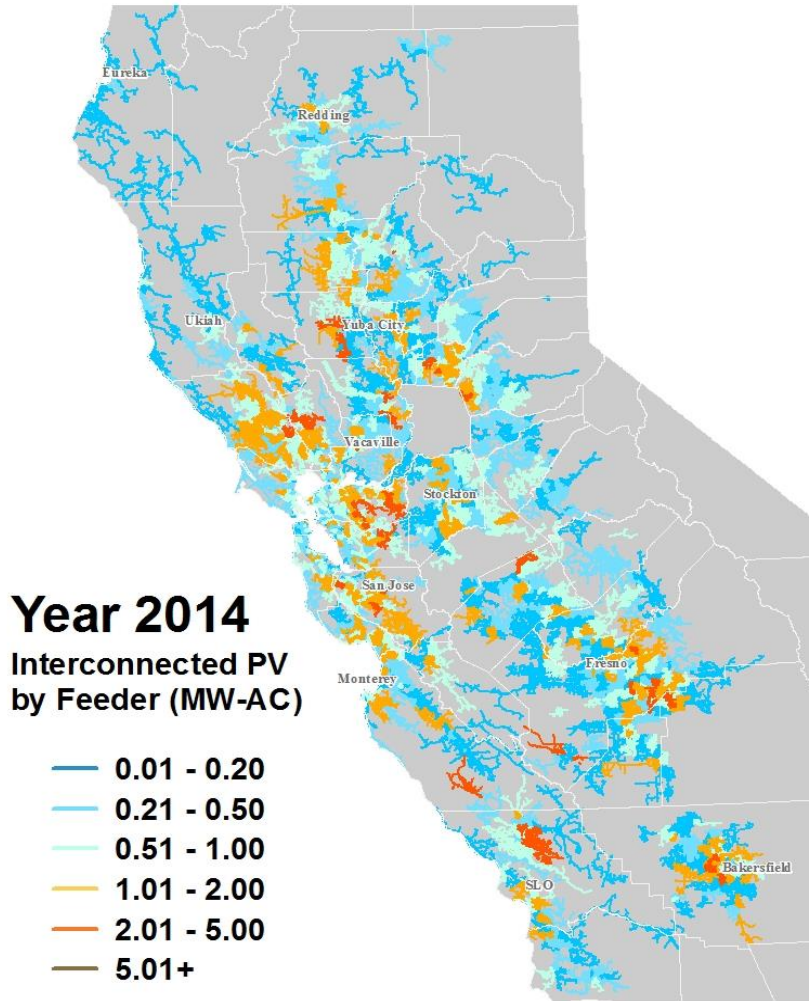 Eureka
Redding
Ukiah
Yuba City
Vacaville
Stockton
San Jose
Fresno
Monterey
SLO
Bakersfield
Year 2014
Interconnected PV
by Feeder (MW-AC)
0.01 - 0.20
0.21 - 0.50
0.51 - 1.00
1.01 - 2.00
2.01 - 5.00
5.01+